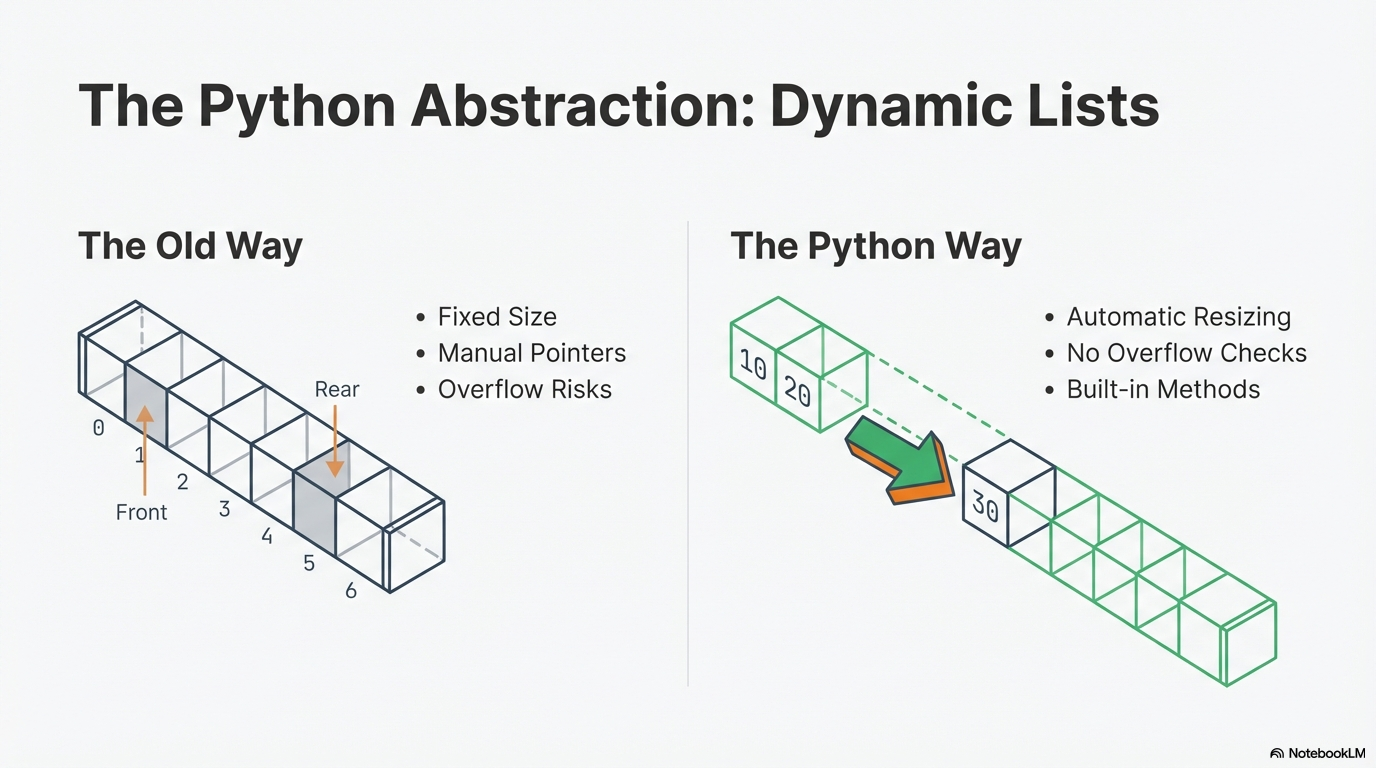 The Python Abstraction: Dynamic Lists
The Old Way
• Fixed Size
• Manual Pointers
• Overflow Risks
Rear
0
1
2
3
4
5
6
Front
The Python Way
• Automatic Resizing
• No Overflow Checks
• Built-in Methods
10
20
30
NotebookLM